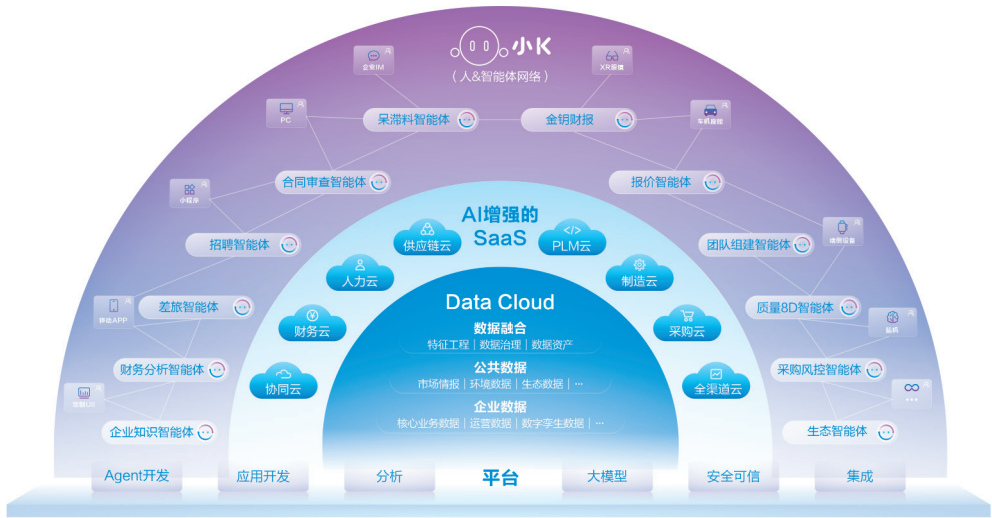 小K
(人&智能体网络)
企业IM
XR眼镜
PC
呆滞料智能体
金钥财报
车机座舱
合同审查智能体
报价智能体
小程序
AI增强的
SaaS
供应链云
PLM云
招聘智能体
团队组建智能体
人力云
制造云
Data Cloud
移动APP
差旅智能体
质量8D智能体
财务云
数据融合
采购云
特征工程｜数据治理｜数据资产
财务分析智能体
公共数据
采购风控智能体
协同云
市场情报｜环境数据｜生态数据｜···
全渠道云
企业数据
核心业务数据｜运营数据｜数字孪生数据｜···
企业知识智能体
生态智能体
Agent开发
应用开发
分析
平台
大模型
安全可信
集成